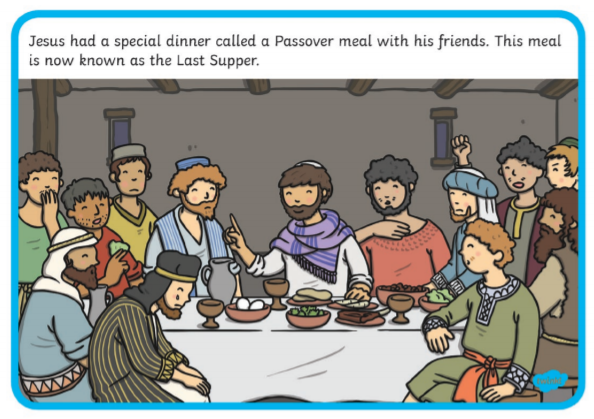 Jesus had a special dinner called a Passover meal with his friends. This meal
is now known as the Last Supper.